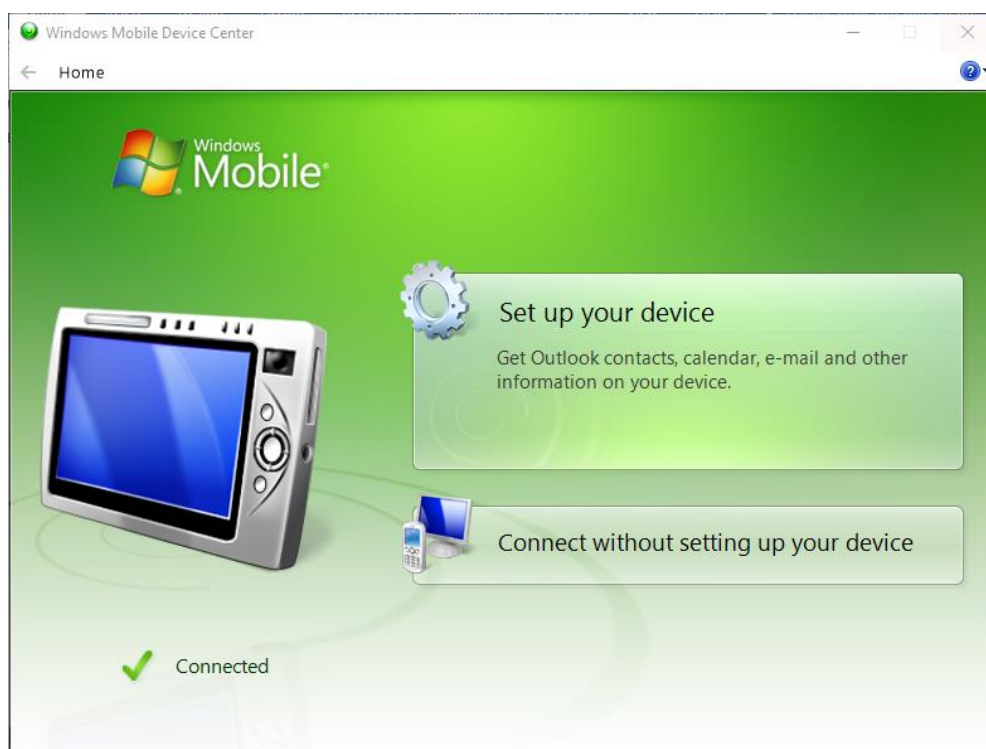 Windows Mobile Device Center
Home
Windows
Mobile®
Set up your device
Get Outlook contacts, calendar, e-mail and other
information on your device.
Connect without setting up your device
Connected